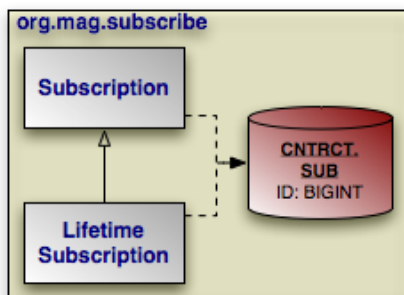 org.mag.subscribe
Subscription
CNTRCT.
SUB
ID: BIGINT
Lifetime
Subscription